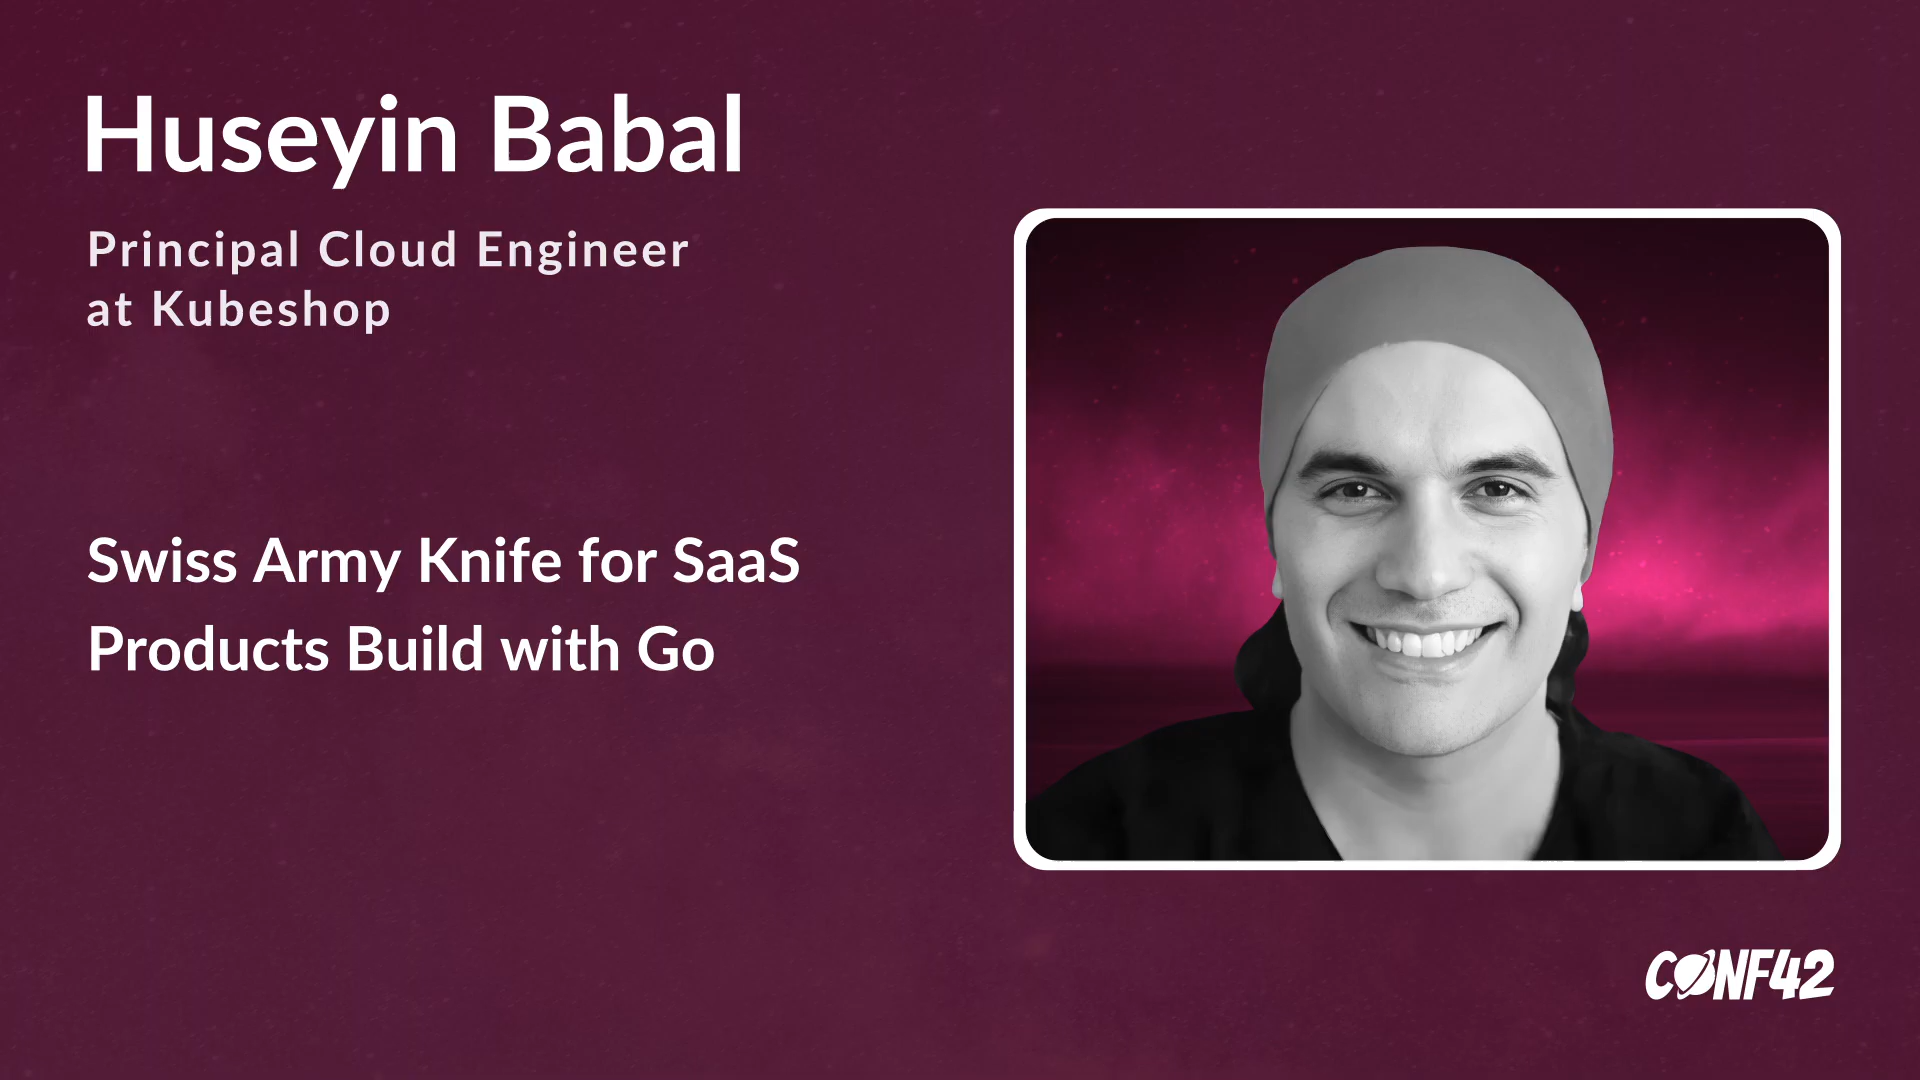 Huseyin Babal
Principal Cloud Engineer
at Kubeshop
Swiss Army Knife for SaaS
Products Build with Go
CONF42